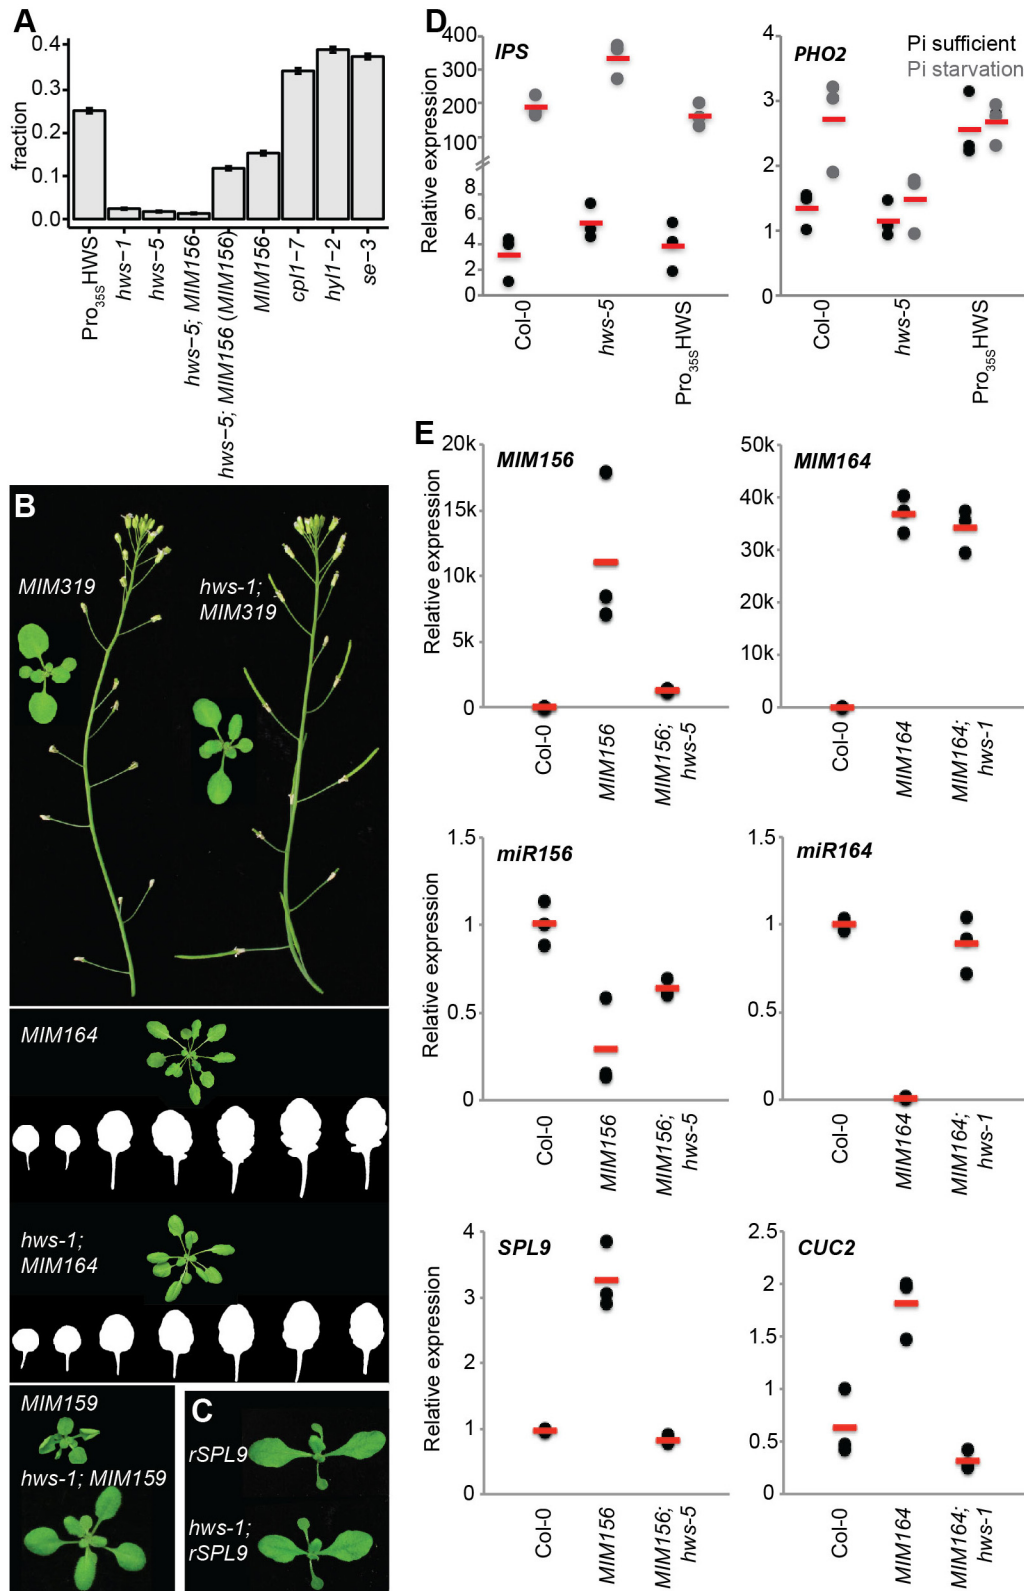 A
fraction
0.4
0.3
0.2
0.1
0.0
Pro35SHWS
hws−1
hws−5
hws−5; MIM156
hws−5; MIM156 (MIM156)
MIM156
cpl1−7
hyl1−2
se−3
B
MIM319
hws-1;
MIM319
MIM164
hws-1;
MIM164
MIM159
hws-1; MIM159
C
rSPL9
hws-1;
rSPL9
D
IPS
Relative expression
400
300
200
100
8
6
4
2
0
Col-0
hws-5
Pro35SHWS
PHO2
Pi sufficient
Pi starvation
4
3
2
1
0
Col-0
hws-5
Pro35SHWS
E
MIM156
Relative expression
20k
15k
10k
5k
0
Col-0
MIM156
MIM156;
hws-5
MIM164
50k
40k
30k
20k
10k
0
Col-0
MIM164
MIM164;
hws-1
miR156
Relative expression
1.5
1
0.5
0
Col-0
MIM156
MIM156;
hws-5
miR164
1.5
1
0.5
0
Col-0
MIM164
MIM164;
hws-1
SPL9
Relative expression
4
3
2
1
0
Col-0
MIM156
MIM156;
hws-5
CUC2
2.5
2
1.5
1
0.5
0
Col-0
MIM164
MIM164;
hws-1